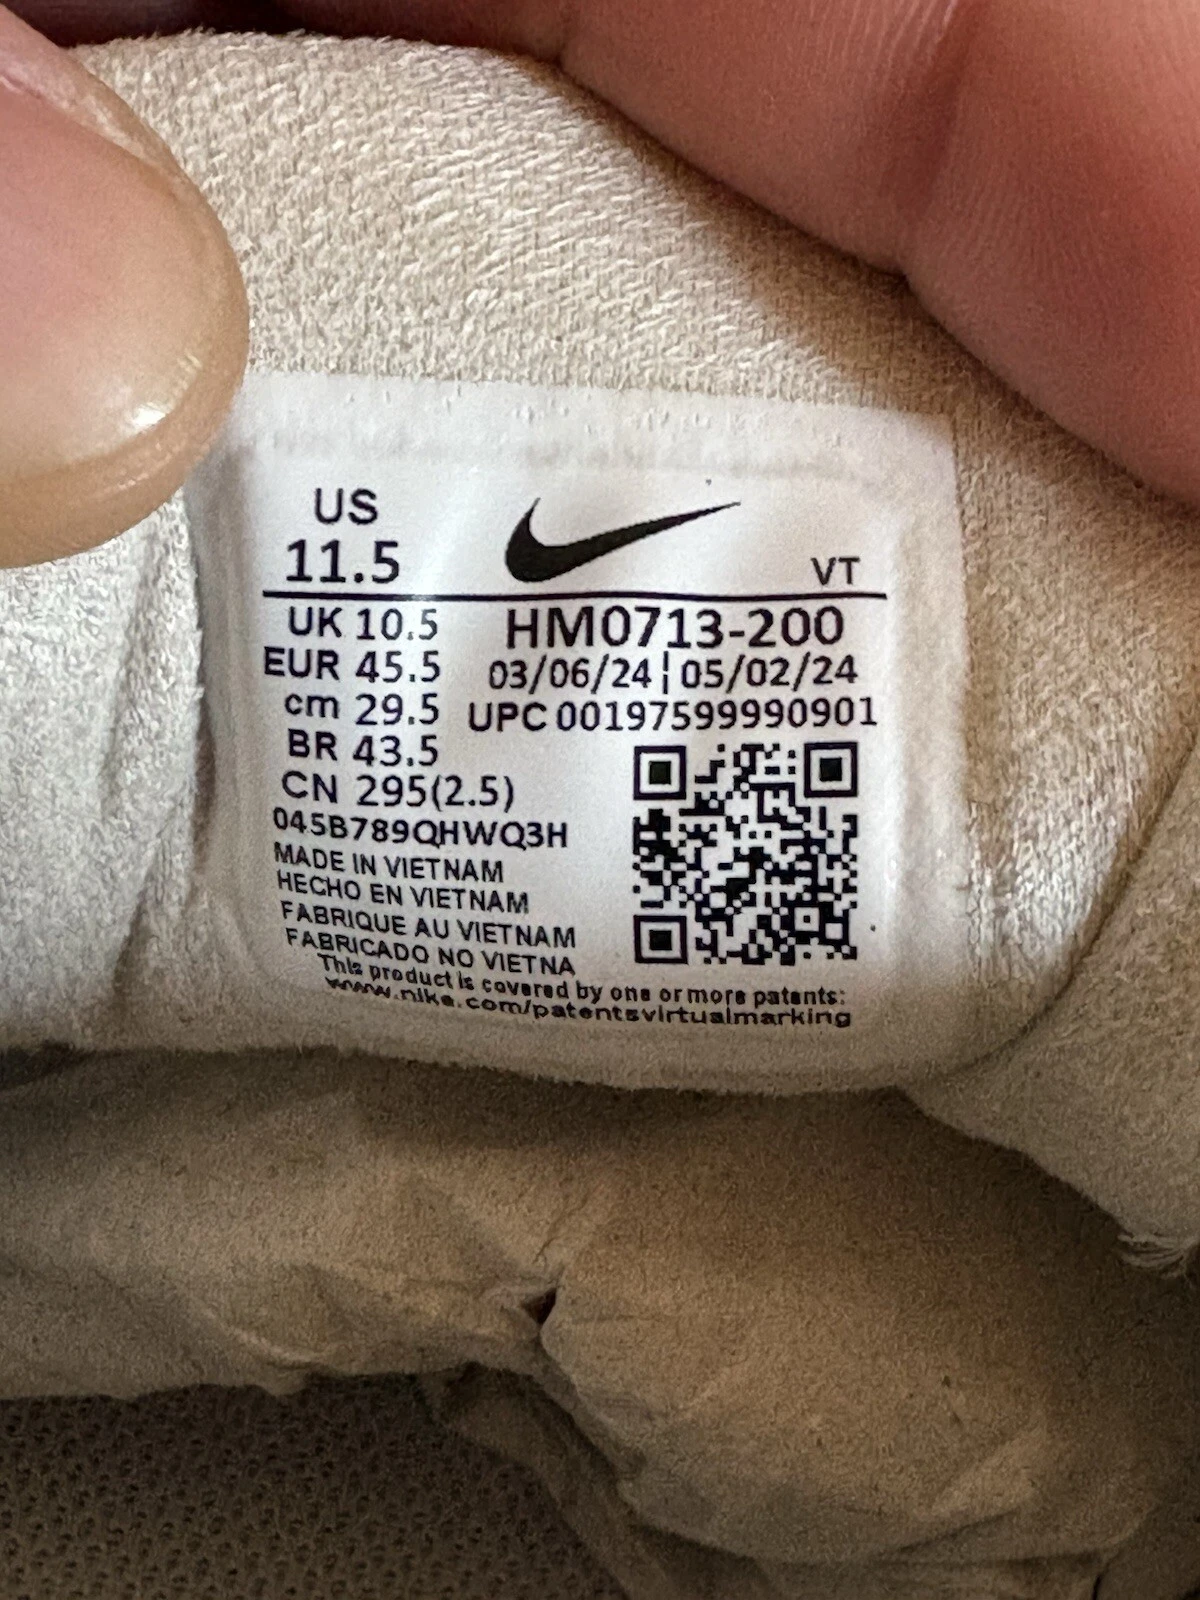 US
11.5
VT
UK 10.5
EUR 45.5
cm 29.5
BR 43.5
CN 295(2.5)
HM0713-200
03/06/24 | 05/02/24
UPC 00197599990901
045B789QHWQ3H
MADE IN VIETNAM
HECHO EN VIETNAM
FABRIQUE AU VIETNAM
FABRICADO NO VIETNA
This product is covered by one or more patents:
www.nike.com/patentsvirtualmarking